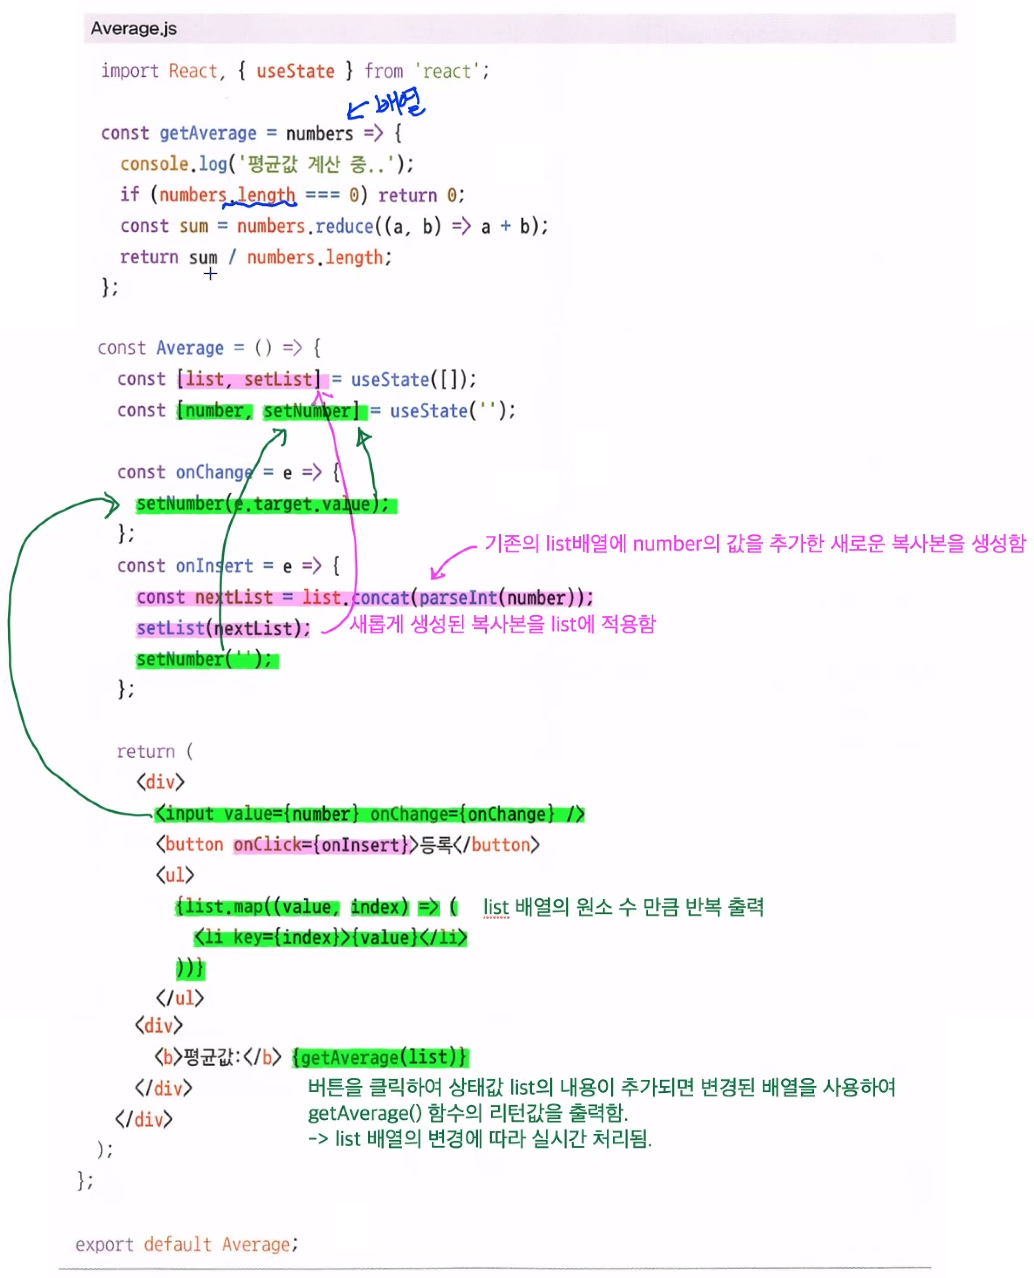 Average.js
import React, { useState } from 'react';
배열
const getAverage = numbers => {
console.log('평균값 계산 중..');
if (numbers.length === 0) return 0;
const sum = numbers.reduce((a, b) => a + b);
return sum / numbers.length;
};
const Average = () => {
const [list, setList] = useState([]);
const [number, setNumber] = useState('');
const onChange = e => {
setNumber(e.target.value);
};
기존의 list배열에 number의 값을 추가한 새로운 복사본을 생성함
const onInsert = e => {
const nextList = list.concat(parseInt(number));
setList(nextList); 새롭게 생성된 복사본을 list에 적용함
setNumber('');
};
return (
<div>
<input value={number} onChange={onChange} />
<button onClick={onInsert}>등록</button>
<ul>
{list.map((value, index) => ( list 배열의 원소 수 만큼 반복 출력
<li key={index}>{value}</li>
))}
</ul>
<div>
<b>평균값:</b> {getAverage(list)}
</div> 버튼을 클릭하여 상태값 list의 내용이 추가되면 변경된 배열을 사용하여
getAverage() 함수의 리턴값을 출력함.
</div>
-> list 배열의 변경에 따라 실시간 처리됨.
);
};
export default Average;